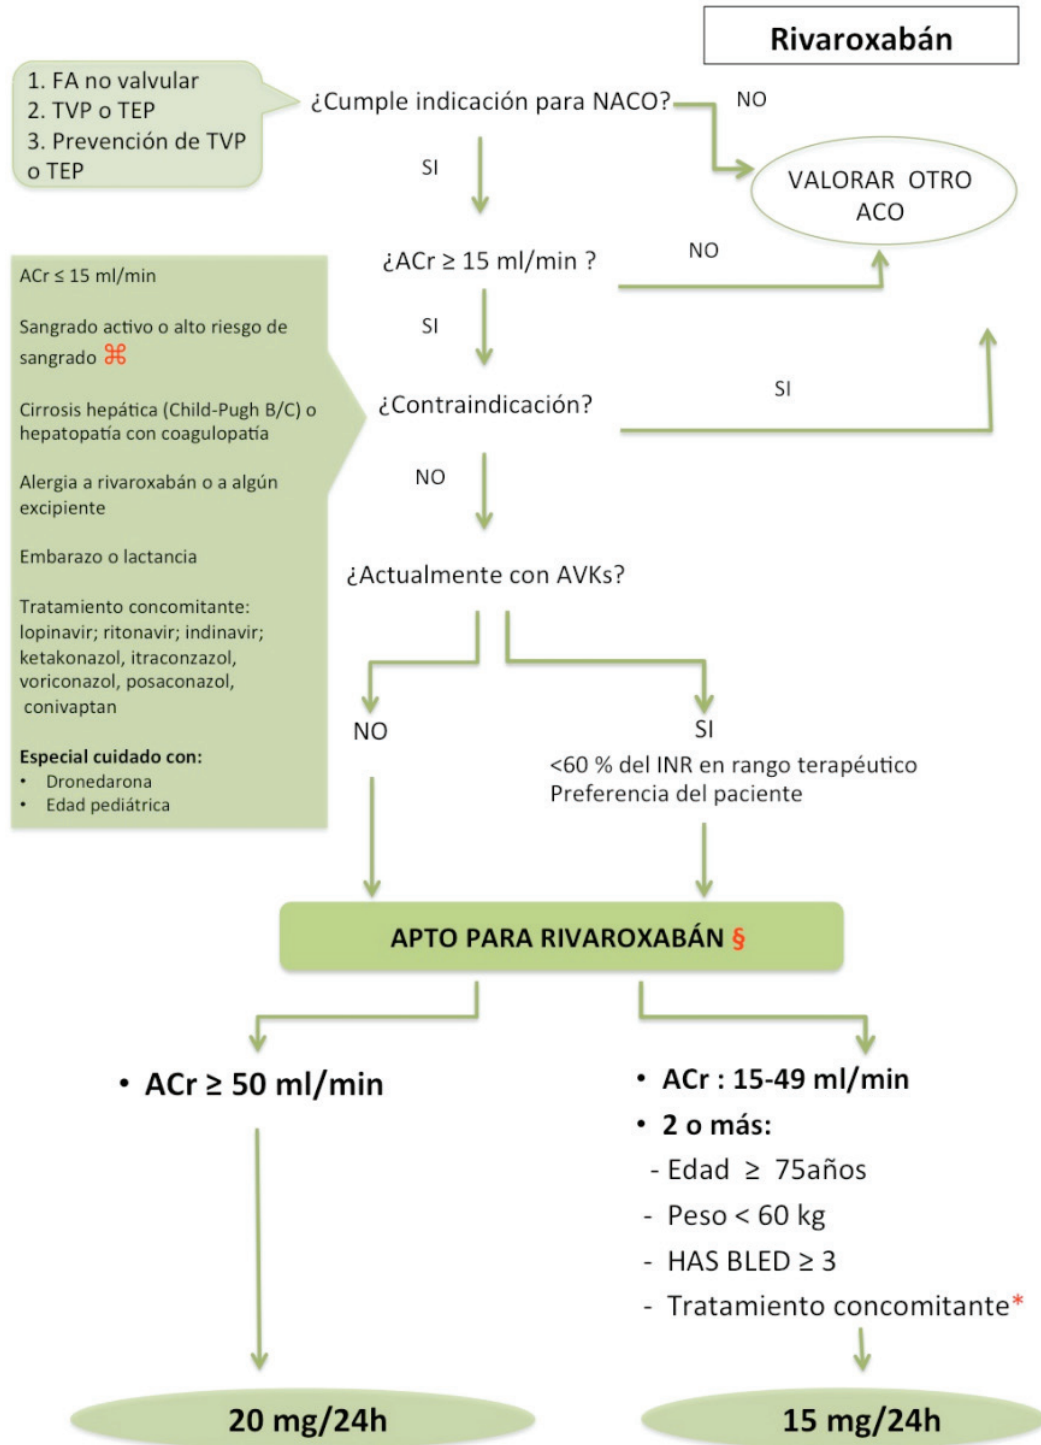 Rivaroxabán
1. FA no valvular
2. TVP o TEP
3. Prevención de TVP
o TEP
¿Cumple indicación para NACO?
NO
SI
VALORAR OTRO
ACO
¿ACr ≥ 15 ml/min ?
NO
SI
ACr ≤ 15 ml/min
Sangrado activo o alto riesgo de
sangrado ⌘
Cirrosis hepática (Child-Pugh B/C) o
hepatopatía con coagulopatía
Alergia a rivaroxabán o a algún
excipiente
Embarazo o lactancia
Tratamiento concomitante:
lopinavir; ritonavir; indinavir;
ketakonazol, itraconzazol,
voriconazol, posaconazol,
conivaptan
Especial cuidado con:
• Dronedarona
• Edad pediátrica
¿Contraindicación?
SI
NO
¿Actualmente con AVKs?
NO
SI
<60 % del INR en rango terapéutico
Preferencia del paciente
APTO PARA RIVAROXABÁN §
• ACr ≥ 50 ml/min
• ACr : 15-49 ml/min
• 2 o más:
- Edad ≥ 75años
- Peso < 60 kg
- HAS BLED ≥ 3
- Tratamiento concomitante*
20 mg/24h
15 mg/24h